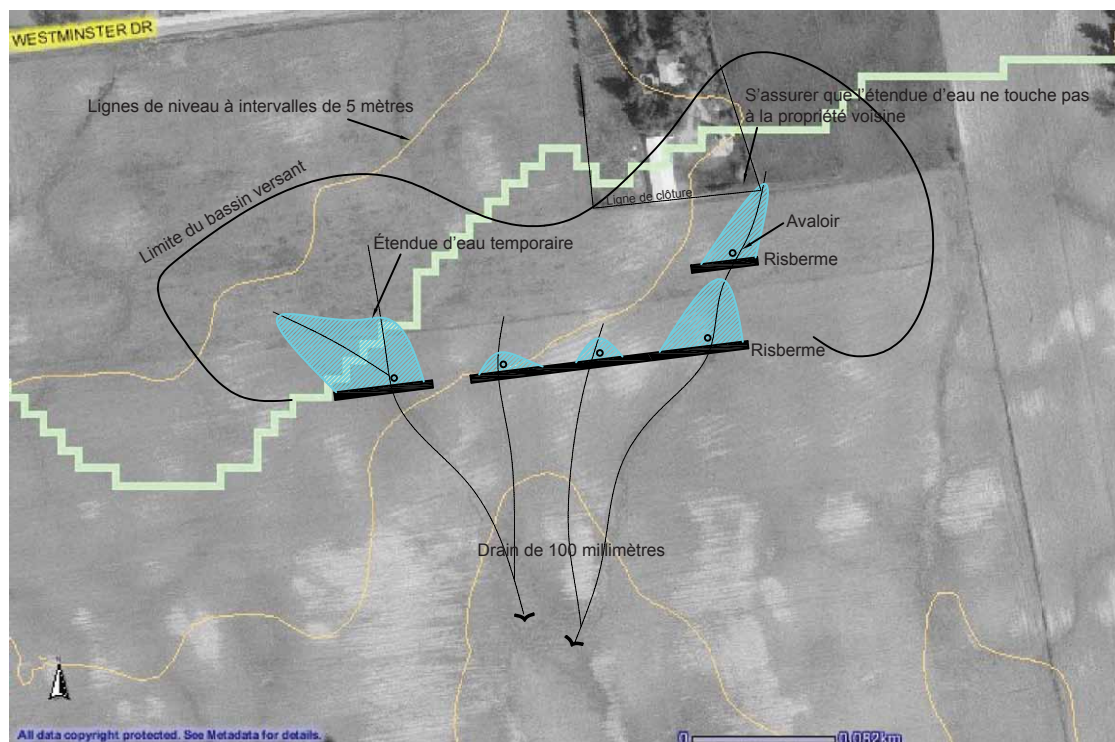 WESTMINSTER DR
Lignes de niveau à intervalles de 5 mètres
S'assurer que l'étendue d'eau ne touche pas
à la propriété voisine
Limite du bassin versant
Ligne de clôture
Avaloir
Étendue d'eau temporaire
Risberme
Risberme
Drain de 100 millimètres
All data copyright protected. See Metadata for details.
0 0.082km